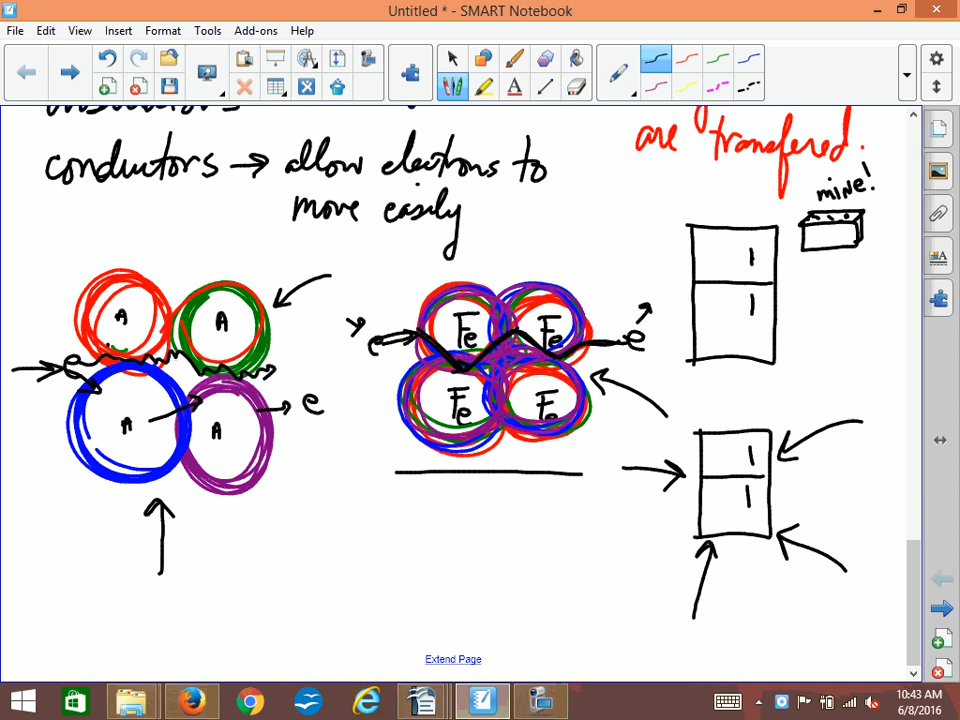 Untitled * - SMART Notebook
File Edit View Insert Format Tools Add-ons Help
conductors → allow electrons to
move easily
are transfered.
mine!
A A
e
A A
e
Fe Fe
e e
Fe Fe
Extend Page
10:43 AM
6/8/2016